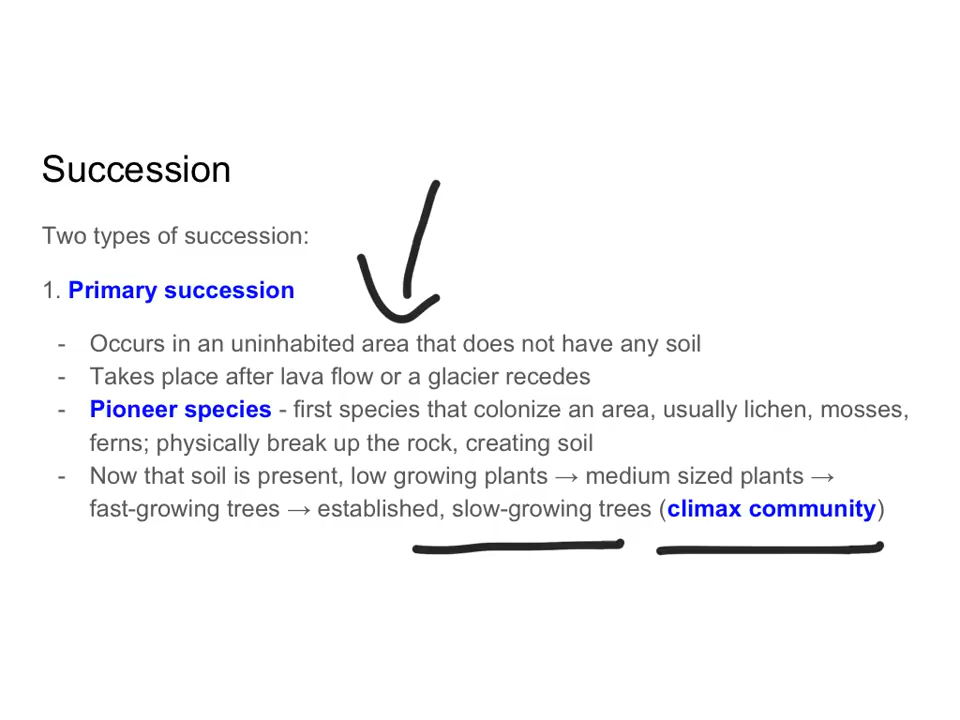 Succession
Two types of succession:
1. Primary succession
- Occurs in an uninhabited area that does not have any soil
- Takes place after lava flow or a glacier recedes
- Pioneer species - first species that colonize an area, usually lichen, mosses,
ferns; physically break up the rock, creating soil
- Now that soil is present, low growing plants → medium sized plants →
fast-growing trees → established, slow-growing trees (climax community)